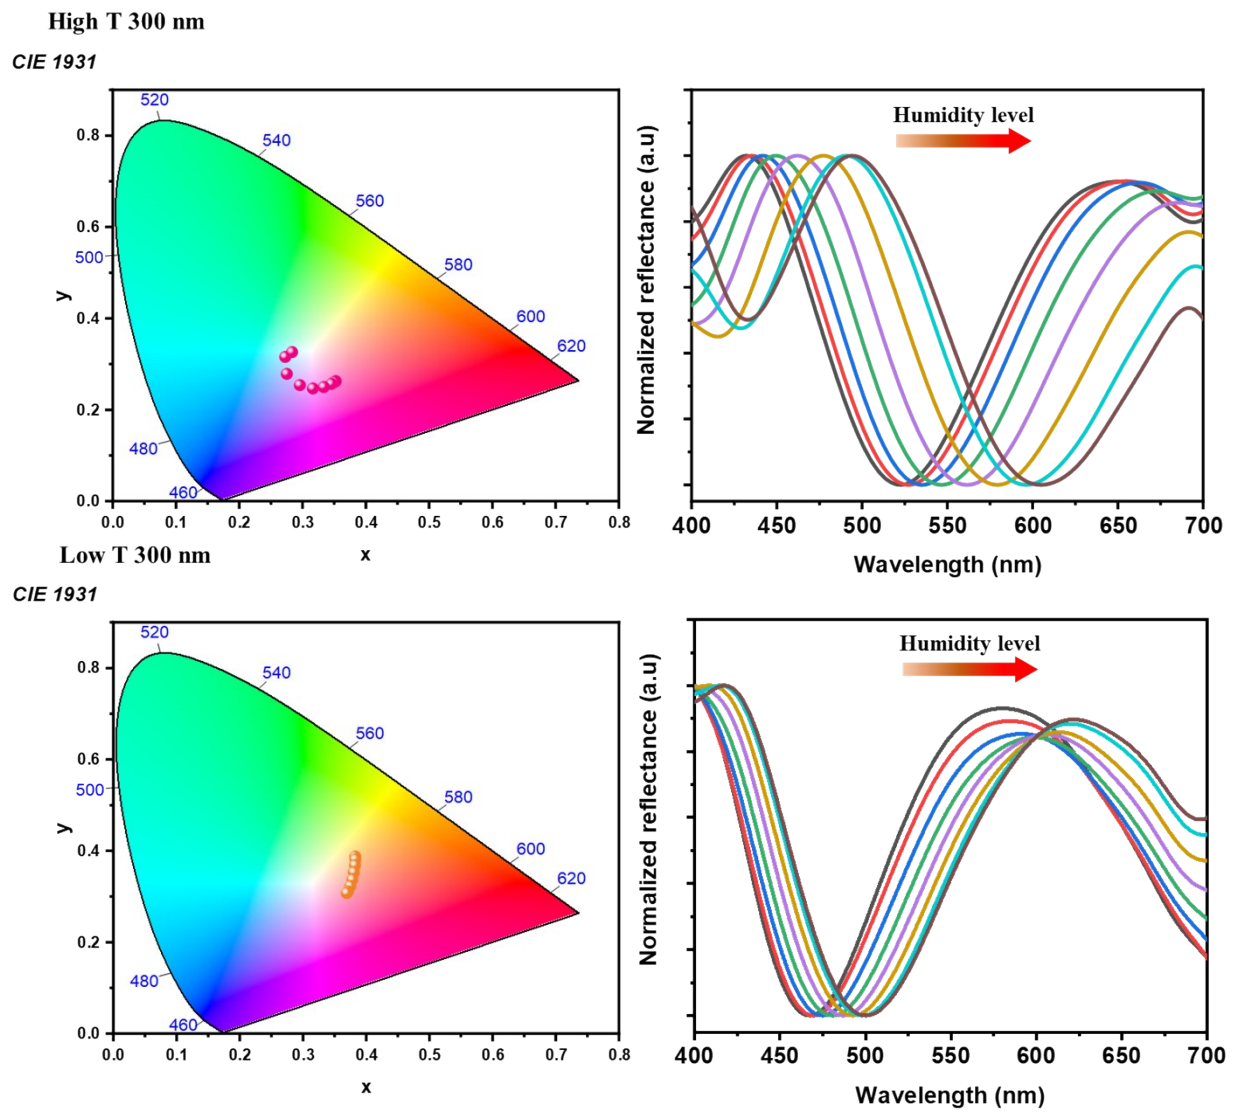 High T 300 nm
CIE 1931
520
540
560
580
600
620
500
480
460
0.8
0.6
0.4
0.2
0.0
y
0.0 0.1 0.2 0.3 0.4 0.5 0.6 0.7 0.8
x
Humidity level
Normalized reflectance (a.u)
400 450 500 550 600 650 700
Wavelength (nm)
Low T 300 nm
CIE 1931
520
540
560
580
600
620
500
480
460
0.8
0.6
0.4
0.2
0.0
y
0.0 0.1 0.2 0.3 0.4 0.5 0.6 0.7 0.8
x
Humidity level
Normalized reflectance (a.u)
400 450 500 550 600 650 700
Wavelength (nm)